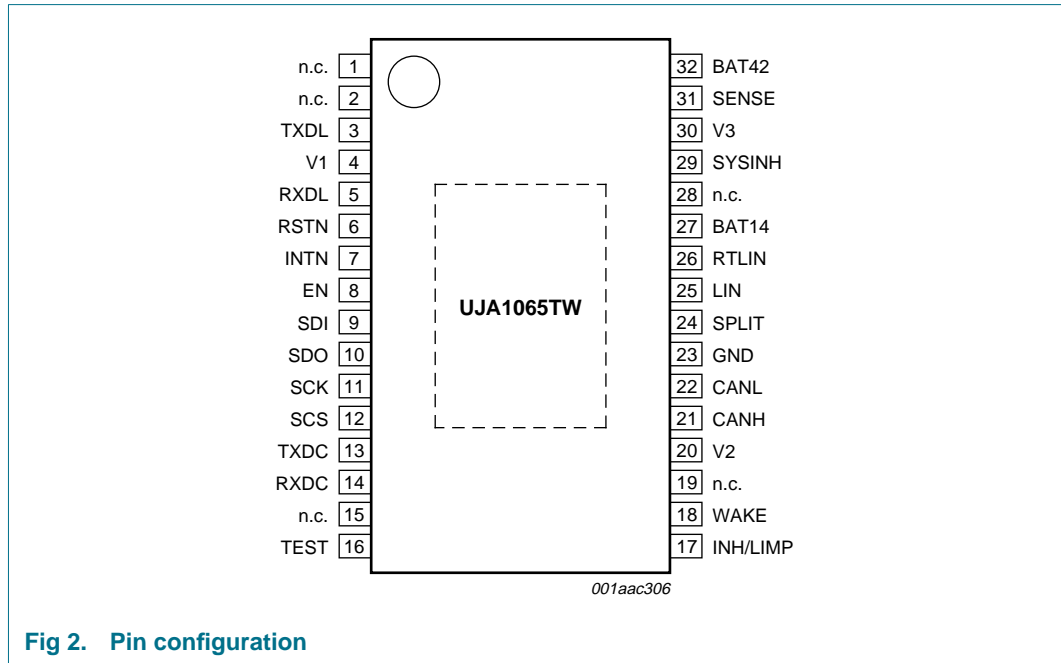 n.c. 1
n.c. 2
TXDL 3
V1 4
RXDL 5
RSTN 6
INTN 7
EN 8
SDI 9
SDO 10
SCK 11
SCS 12
TXDC 13
RXDC 14
n.c. 15
TEST 16
UJA1065TW
32 BAT42
31 SENSE
30 V3
29 SYSINH
28 n.c.
27 BAT14
26 RTLIN
25 LIN
24 SPLIT
23 GND
22 CANL
21 CANH
20 V2
19 n.c.
18 WAKE
17 INH/LIMP
001aac306
Fig 2. Pin configuration